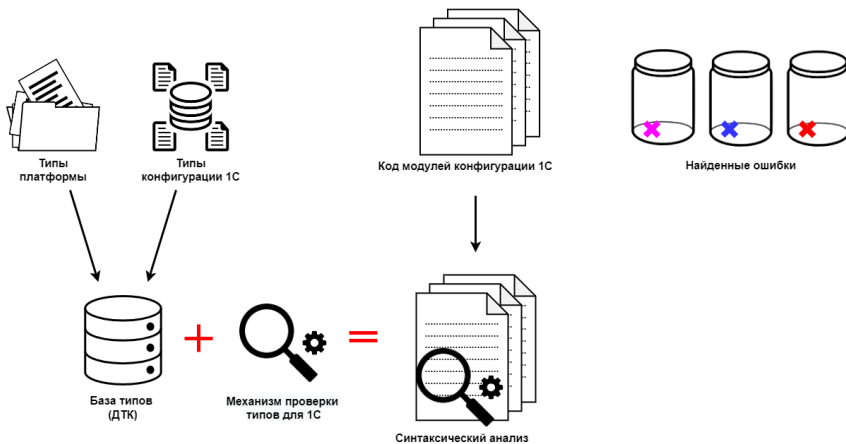 Типы
платформы
Типы
конфигурации 1С
Код модулей конфигурации 1С
Найденные ошибки
База типов
(ДТК)
Механизм проверки
типов для 1С
Синтаксический анализ